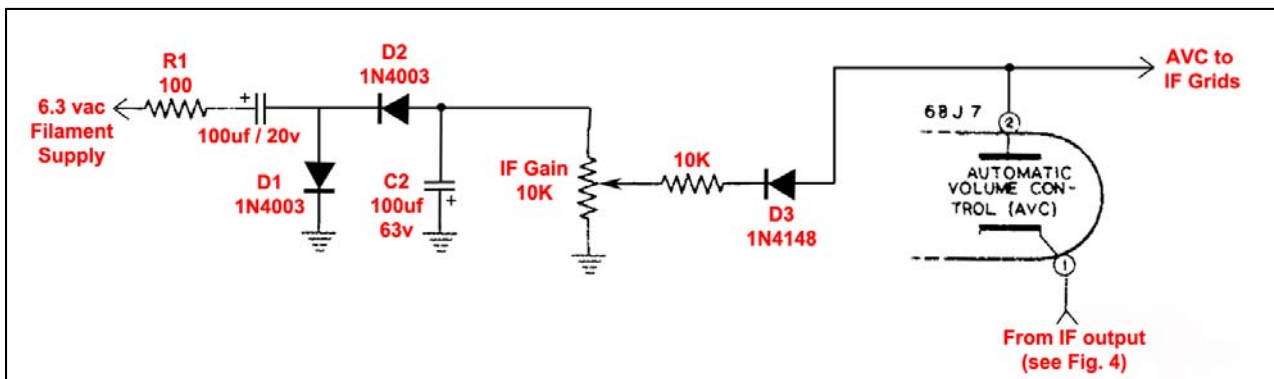 R1
100
6.3 vac
Filament
Supply
+
100uf / 20v
D2
1N4003
D1
1N4003
C2
100uf
63v
+
IF Gain
10K
10K
D3
1N4148
AVC to
IF Grids
6BJ7
2
AUTOMATIC
VOLUME CON-
TROL (AVC)
1
From IF output
(see Fig. 4)